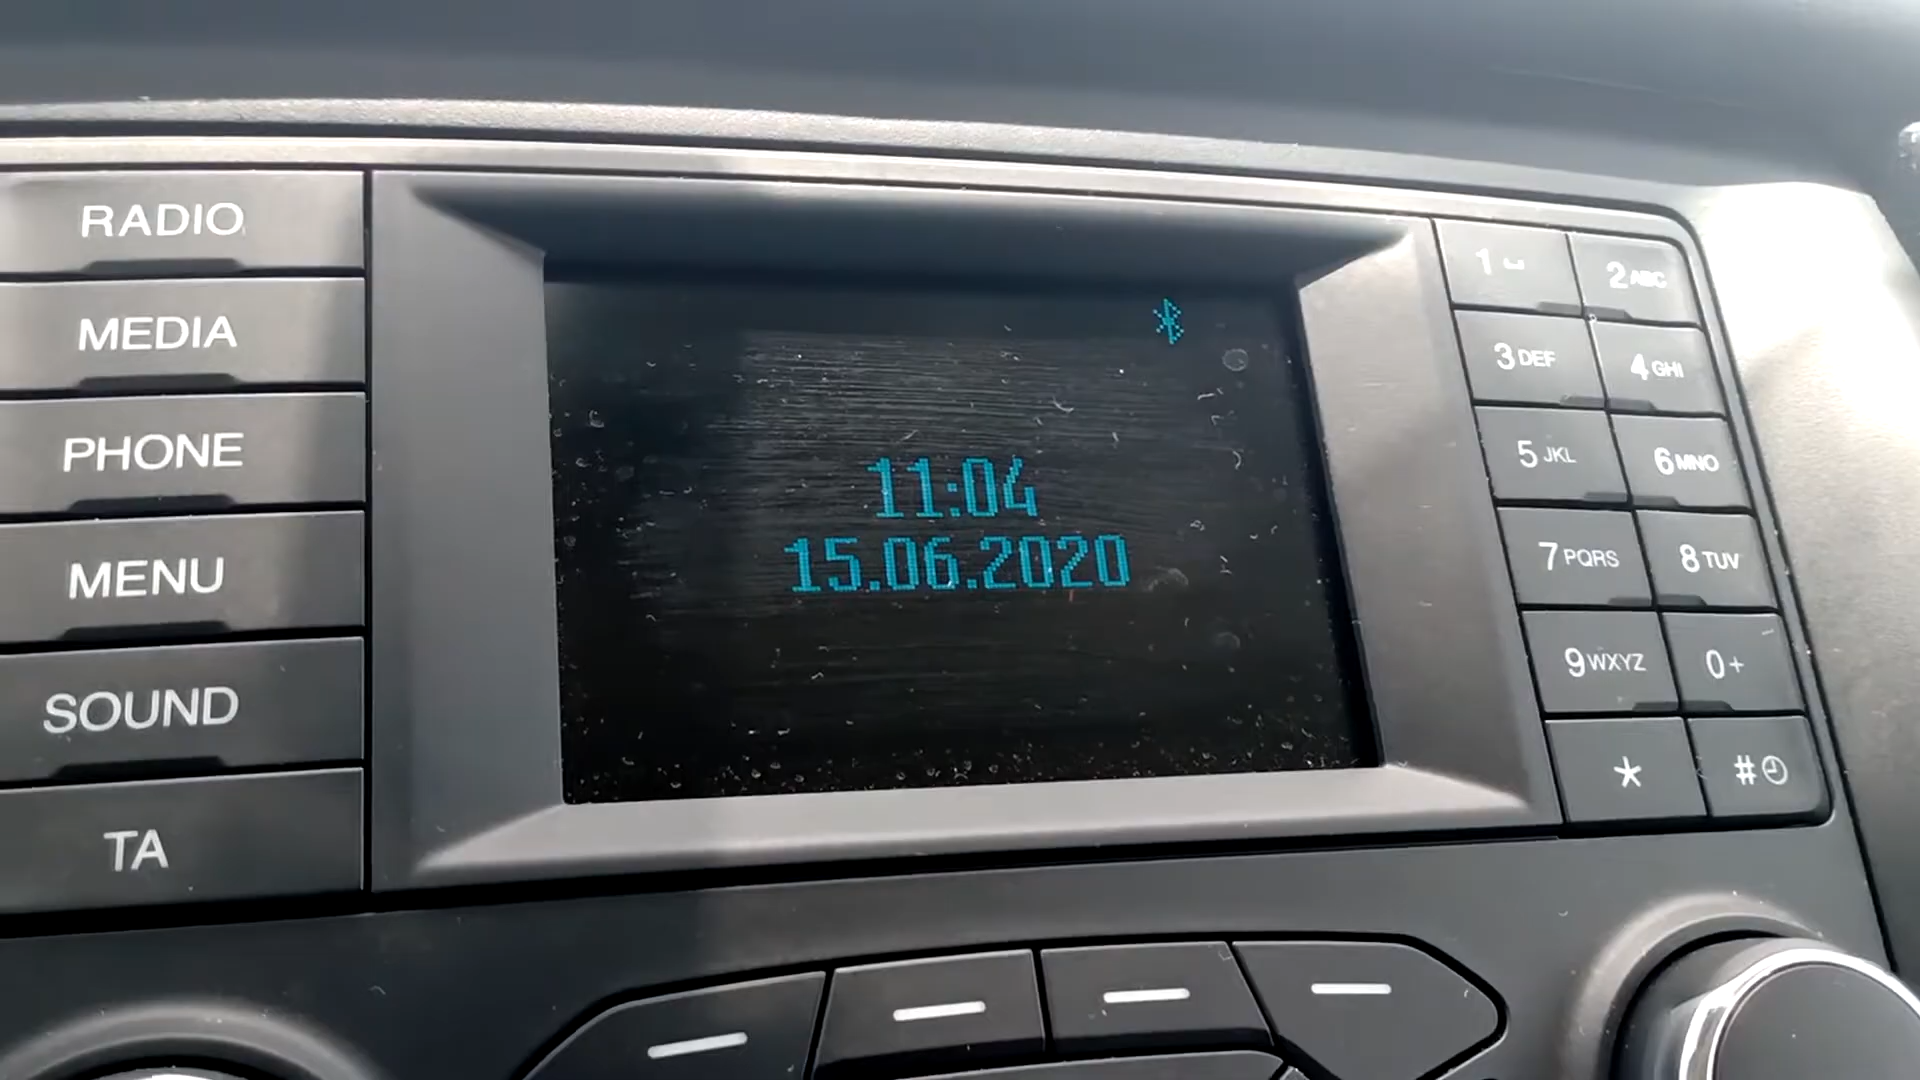 RADIO
MEDIA
PHONE
MENU
SOUND
TA
11:04
15.06.2020
1
2 ABC
3 DEF
4 GHI
5 JKL
6 MNO
7 PQRS
8 TUV
9 WXYZ
0 +
*
#